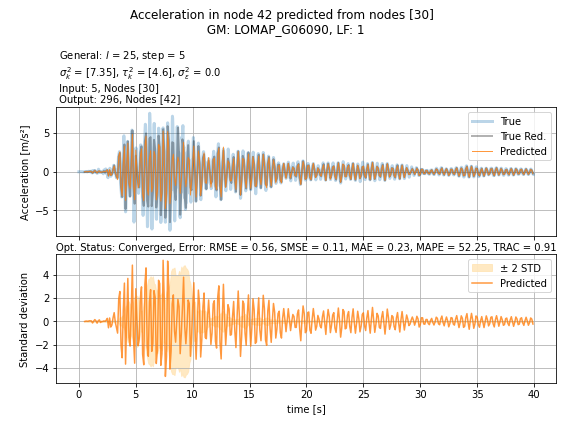 Acceleration in node 42 predicted from nodes [30]
GM: LOMAP_G06090, LF: 1
General: l = 25, step = 5
σ²ₖ = [7.35], τ²ₖ = [4.6], σ²ε = 0.0
Input: 5, Nodes [30]
Output: 296, Nodes [42]
Acceleration [m/s²]
5
0
−5
True
True Red.
Predicted
Opt. Status: Converged, Error: RMSE = 0.56, SMSE = 0.11, MAE = 0.23, MAPE = 52.25, TRAC = 0.91
Standard deviation
4
2
0
−2
−4
± 2 STD
Predicted
0 5 10 15 20 25 30 35 40
time [s]